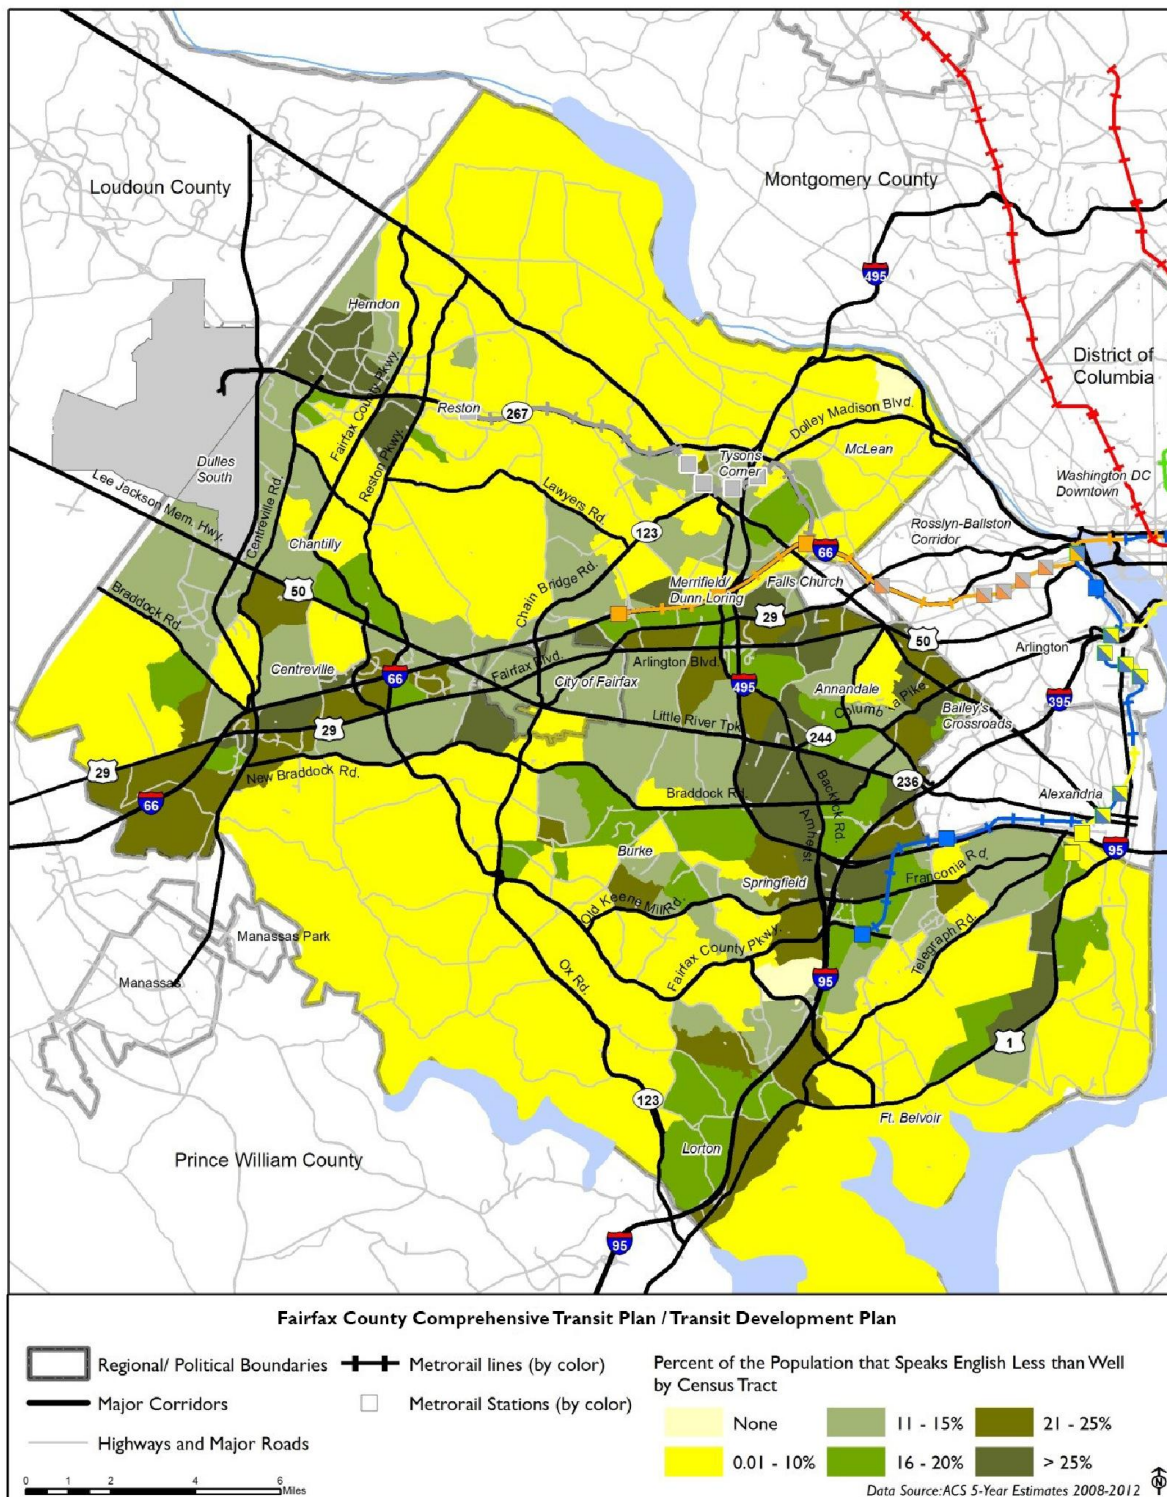 Loudoun County
Montgomery County
495
Herndon
District of
Columbia
Fairfax County Pkwy.
Reston
267
Dolley Madison Blvd.
McLean
Tysons
Corner
Dulles
South
Reston Pkwy.
Lee Jackson Mem. Hwy.
Centreville Rd.
Lawyers Rd.
Washington DC
Downtown
Rosslyn-Ballston
Corridor
123
Chantilly
66
Chain Bridge Rd.
Merrifield/
Dunn Loring
Falls Church
Braddock Rd.
50
29
50
Arlington
Centreville
66
Fairfax Blvd.
City of Fairfax
Arlington Blvd.
495
Annandale
Columbia Pike
395
Bailey's
Crossroads
29
Little River Tpk.
244
29
New Braddock Rd.
66
Braddock Rd.
Backlick Rd.
236
Alexandria
Amherst
95
Burke
Springfield
Franconia Rd.
Old Keene Mill Rd.
Manassas Park
Manassas
Ox Rd.
Fairfax County Pkwy.
Telegraph Rd.
95
1
123
Ft. Belvoir
Prince William County
Lorton
95
Fairfax County Comprehensive Transit Plan / Transit Development Plan
Regional/ Political Boundaries
Metrorail lines (by color)
Major Corridors
Metrorail Stations (by color)
Highways and Major Roads
0 1 2 4 6
Miles
Percent of the Population that Speaks English Less than Well
by Census Tract
None
11 - 15%
21 - 25%
0.01 - 10%
16 - 20%
> 25%
Data Source:ACS 5-Year Estimates 2008-2012
N